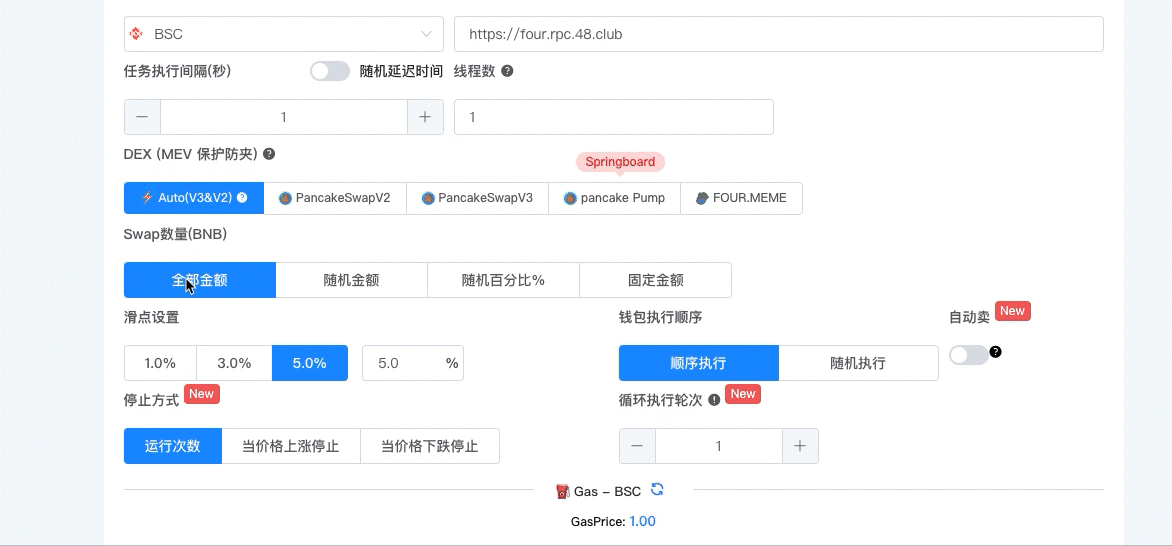 BSC
https://four.rpc.48.club
任务执行间隔(秒) 随机延迟时间 线程数 ?
— 1 + 1
DEX (MEV 保护防夹) ?
Springboard
Auto(V3&V2) ? PancakeSwapV2 PancakeSwapV3 pancake Pump FOUR.MEME
Swap数量(BNB)
全部金额 随机金额 随机百分比% 固定金额
滑点设置 钱包执行顺序 自动卖 New
1.0% 3.0% 5.0% 5.0 % 顺序执行 随机执行 ?
停止方式 New 循环执行轮次 ! New
运行次数 当价格上涨停止 当价格下跌停止 — 1 +
Gas – BSC
GasPrice: 1.00